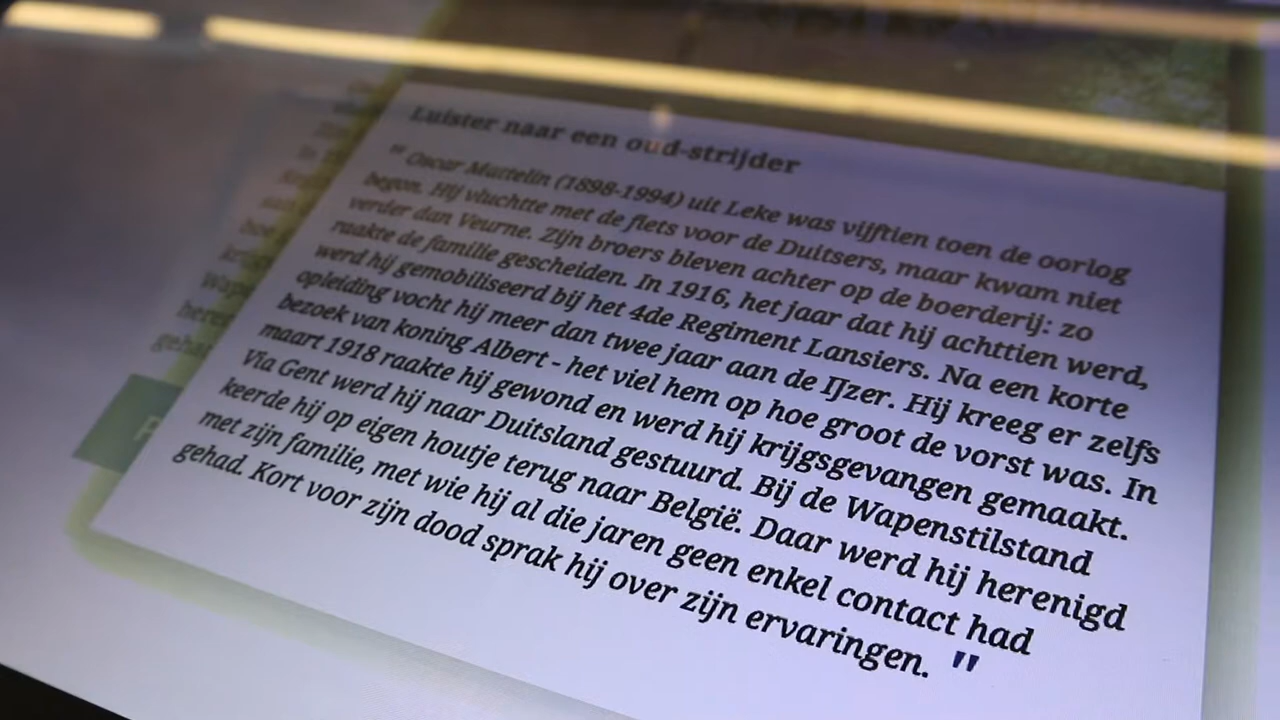 Luister naar een oud-strijder
" Oscar Muttelin (1898-1994) uit Leke was vijftien toen de oorlog
begon. Hij vluchtte met de fiets voor de Duitsers, maar kwam niet
verder dan Veurne. Zijn broers bleven achter op de boerderij: zo
raakte de familie gescheiden. In 1916, het jaar dat hij achttien werd,
werd hij gemobiliseerd bij het 4de Regiment Lansiers. Na een korte
opleiding vocht hij meer dan twee jaar aan de IJzer. Hij kreeg er zelfs
bezoek van koning Albert - het viel hem op hoe groot de vorst was. In
maart 1918 raakte hij gewond en werd hij krijgsgevangen gemaakt.
Via Gent werd hij naar Duitsland gestuurd. Bij de Wapenstilstand
keerde hij op eigen houtje terug naar België. Daar werd hij herenigd
met zijn familie, met wie hij al die jaren geen enkel contact had
gehad. Kort voor zijn dood sprak hij over zijn ervaringen. "